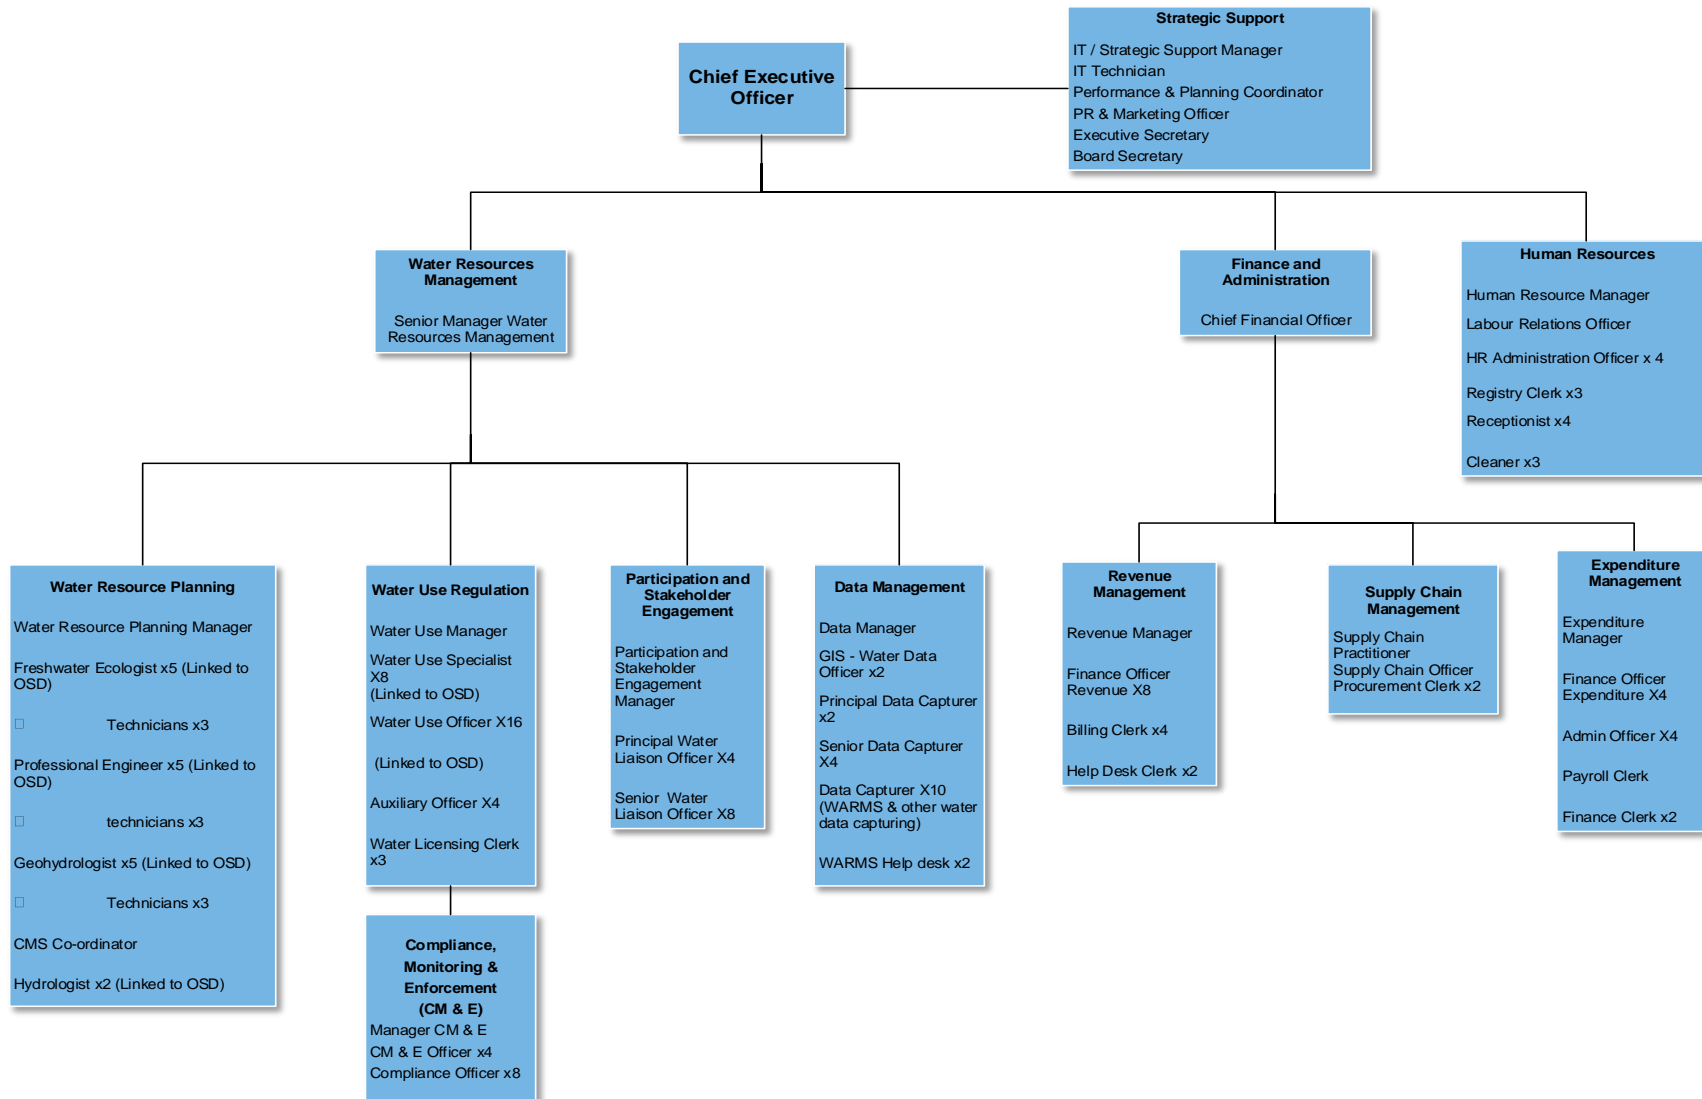 Strategic Support
IT / Strategic Support Manager
IT Technician
Performance & Planning Coordinator
PR & Marketing Officer
Executive Secretary
Board Secretary
Chief Executive
Officer
Water Resources
Management
Senior Manager Water
Resources Management
Finance and
Administration
Chief Financial Officer
Human Resources
Human Resource Manager
Labour Relations Officer
HR Administration Officer x 4
Registry Clerk x3
Receptionist x4
Cleaner x3
Water Resource Planning
Water Resource Planning Manager
Freshwater Ecologist x5 (Linked to
OSD)
Technicians x3
Professional Engineer x5 (Linked to
OSD)
technicians x3
Geohydrologist x5 (Linked to OSD)
Technicians x3
CMS Co-ordinator
Hydrologist x2 (Linked to OSD)
Water Use Regulation
Water Use Manager
Water Use Specialist
X8
(Linked to OSD)
Water Use Officer X16
(Linked to OSD)
Auxiliary Officer X4
Water Licensing Clerk
x3
Compliance,
Monitoring &
Enforcement
(CM & E)
Manager CM & E
CM & E Officer x4
Compliance Officer x8
Participation and
Stakeholder
Engagement
Participation and
Stakeholder
Engagement
Manager
Principal Water
Liaison Officer X4
Senior Water
Liaison Officer X8
Data Management
Data Manager
GIS - Water Data
Officer x2
Principal Data Capturer
x2
Senior Data Capturer
X4
Data Capturer X10
(WARMS & other water
data capturing)
WARMS Help desk x2
Revenue
Management
Revenue Manager
Finance Officer
Revenue X8
Billing Clerk x4
Help Desk Clerk x2
Supply Chain
Management
Supply Chain
Practitioner
Supply Chain Officer
Procurement Clerk x2
Expenditure
Management
Expenditure
Manager
Finance Officer
Expenditure X4
Admin Officer X4
Payroll Clerk
Finance Clerk x2